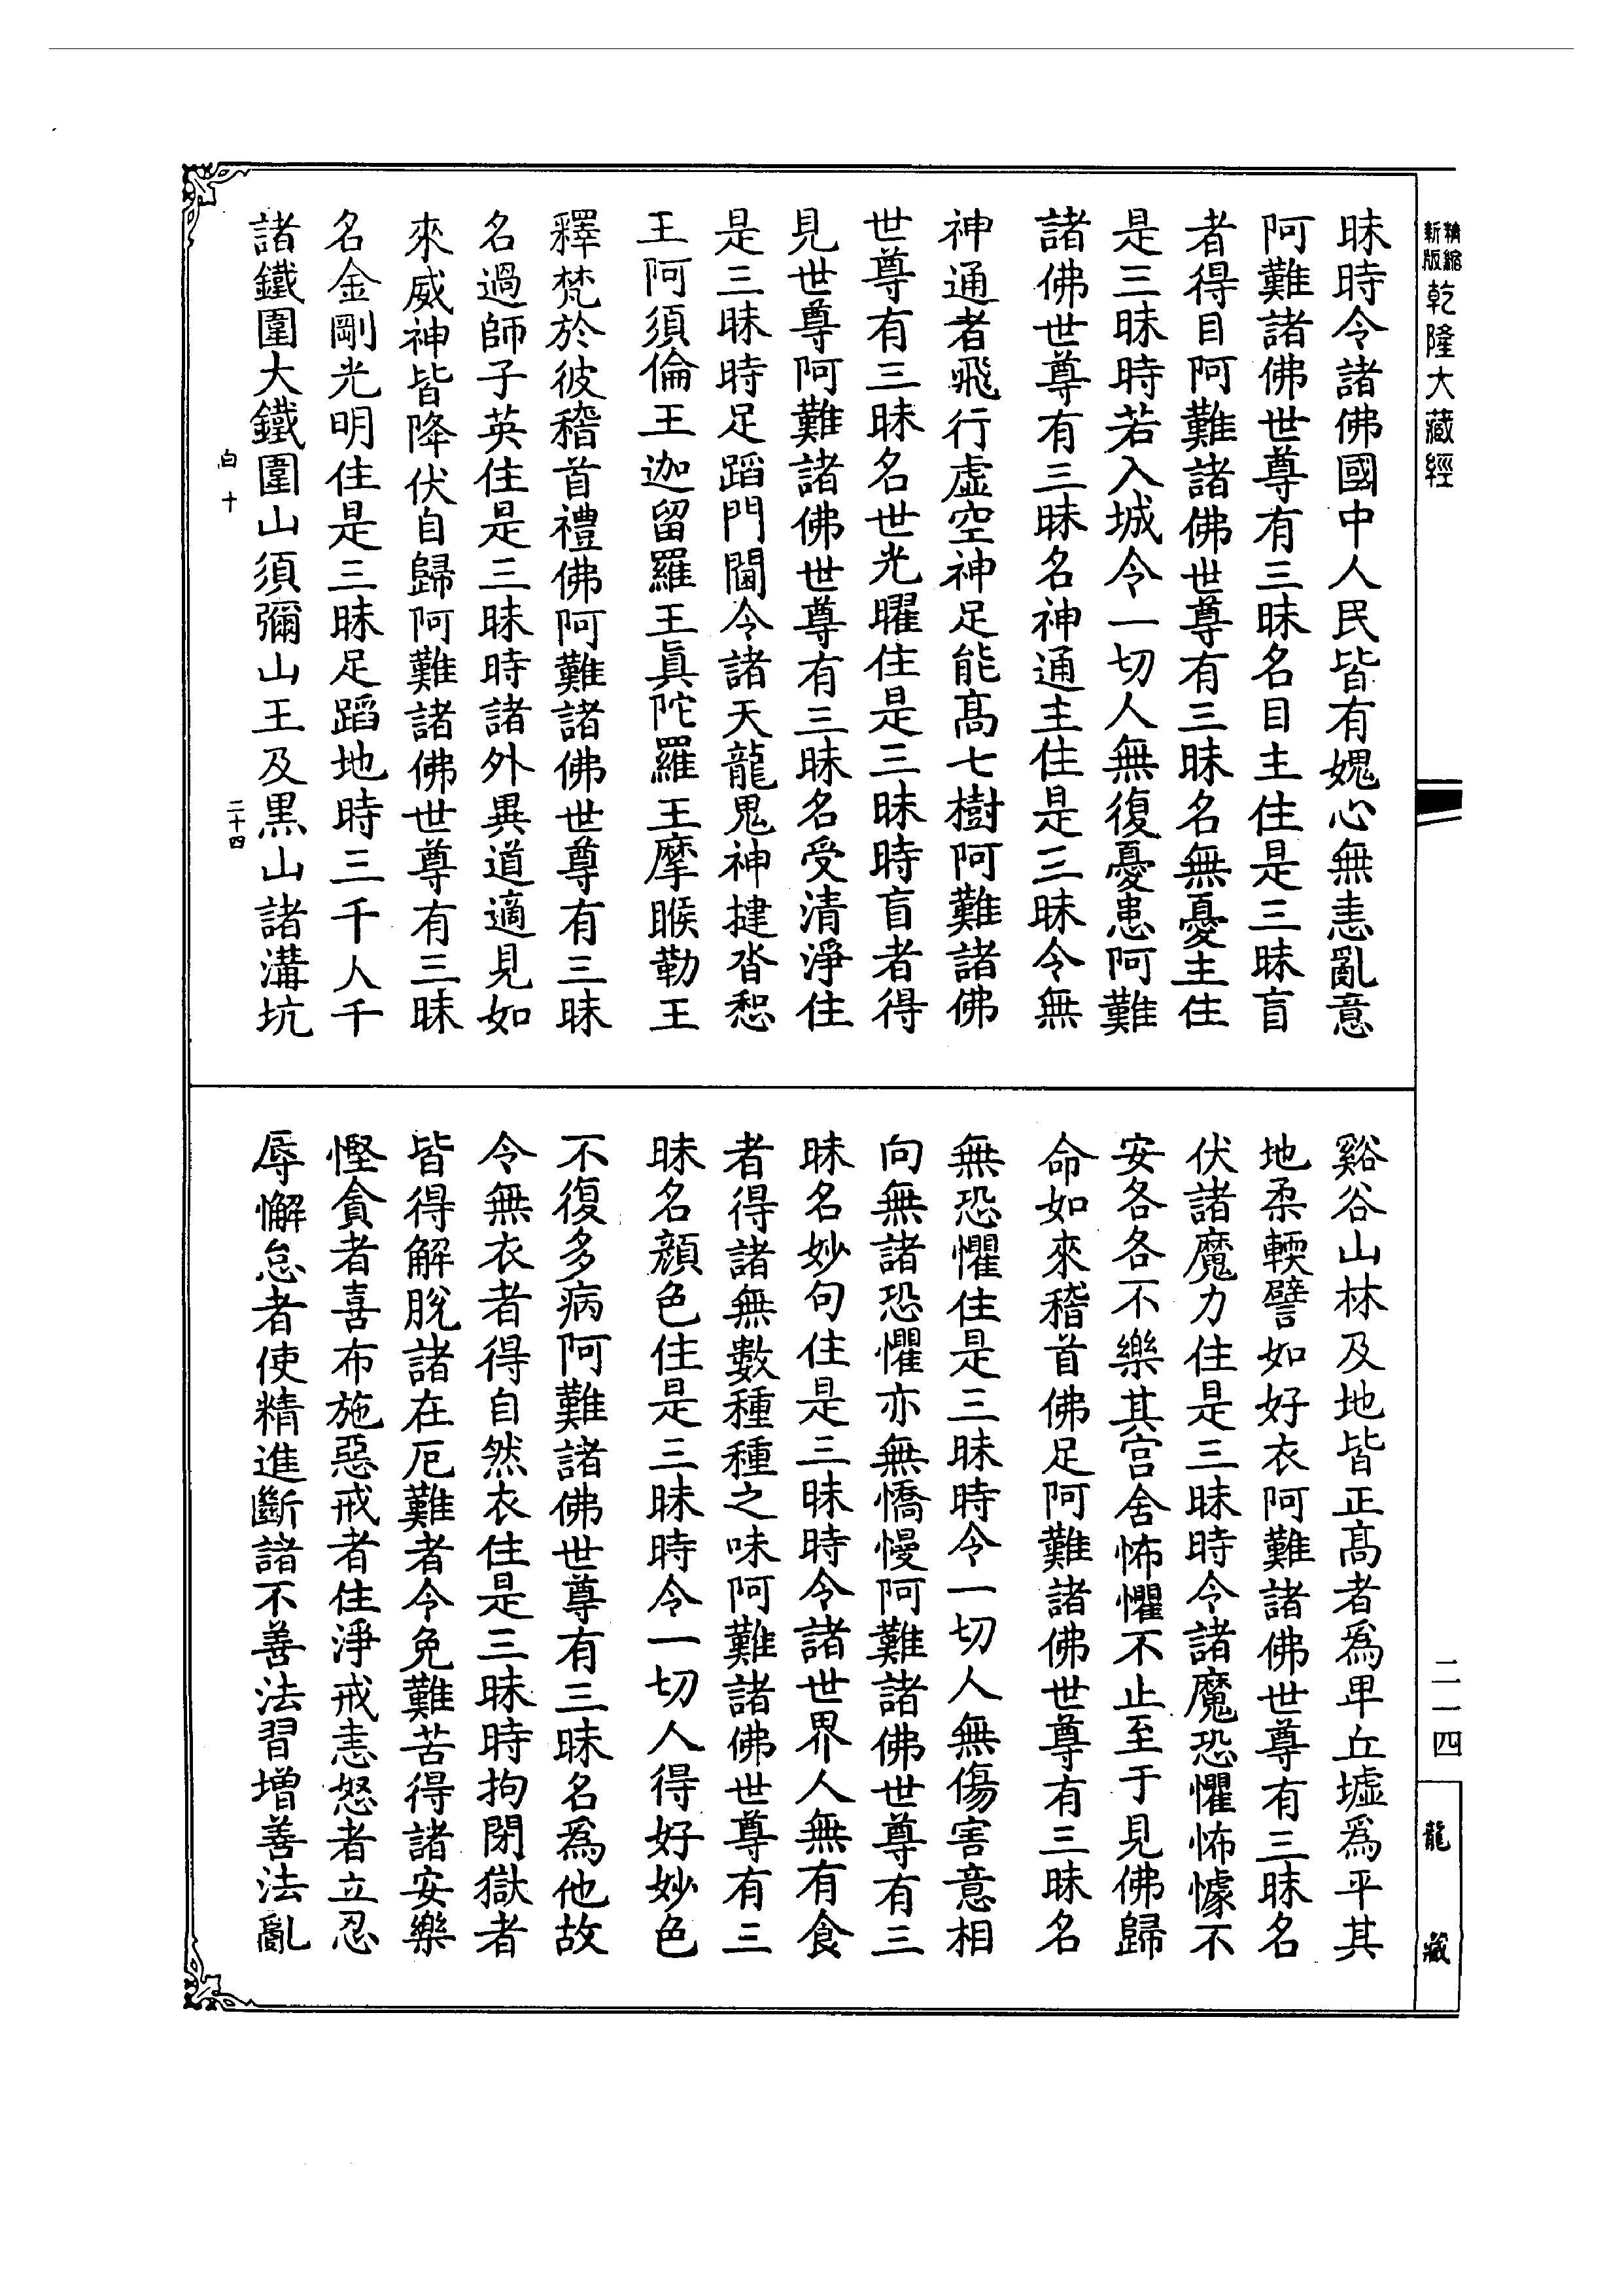 精縮
新版
乾隆大藏經
二一四
龍藏
昧時令諸佛國中人民皆有媿心無恚亂意
阿難諸佛世尊有三昧名目主住是三昧盲
者得目阿難諸佛世尊有三昧名無憂主住
是三昧時若入城令一切人無復憂患阿難
諸佛世尊有三昧名神通主住是三昧令無
神通者飛行虛空神足能高七樹阿難諸佛
世尊有三昧名世光曜住是三昧時盲者得
見世尊阿難諸佛世尊有三昧名受清淨住
是三昧時足蹈門閫令諸天龍鬼神揵沓惒
王阿須倫王迦留羅王眞陀羅王摩睺勒王
釋梵於彼稽首禮佛阿難諸佛世尊有三昧
名過師子英住是三昧時諸外異道適見如
來威神皆降伏自歸阿難諸佛世尊有三昧
名金剛光明住是三昧足蹈地時三千人千
諸鐵圍大鐵圍山須彌山王及黑山諸溝坑
白十
二十四
谿谷山林及地皆正高者爲卑丘墟爲平其
地柔輭譬如好衣阿難諸佛世尊有三昧名
伏諸魔力住是三昧時令諸魔恐懼怖懅不
安各各不樂其宮舍怖懼不止至于見佛歸
命如來稽首佛足阿難諸佛世尊有三昧名
無恐懼住是三昧時令一切人無傷害意相
向無諸恐懼亦無憍慢阿難諸佛世尊有三
昧名妙句住是三昧時令諸世界人無有食
者得諸無數種種之味阿難諸佛世尊有三
昧名顏色住是三昧時令一切人得好妙色
不復多病阿難諸佛世尊有三昧名爲他故
令無衣者得自然衣住是三昧時拘閉獄者
皆得解脫諸在厄難者令免難苦得諸安樂
慳貪者喜布施惡戒者住淨戒恚怒者立忍
辱懈怠者使精進斷諸不善法習增善法亂